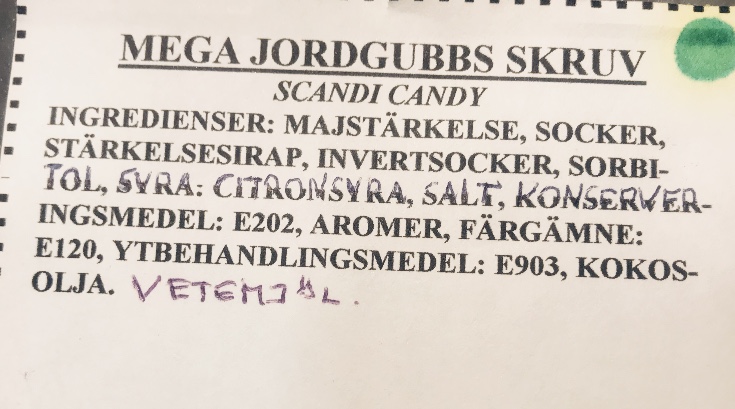 MEGA JORDGUBBS SKRUV
SCANDI CANDY
INGREDIENSER: MAJSTÄRKELSE, SOCKER,
STÄRKELSESIRAP, INVERTSOCKER, SORBI-
TOL, SYRA: CITRONSYRA, SALT, KONSERVER-
INGSMEDEL: E202, AROMER, FÄRGÄMNE:
E120, YTBEHANDLINGSMEDEL: E903, KOKOS-
OLJA. VETEMJÖL.